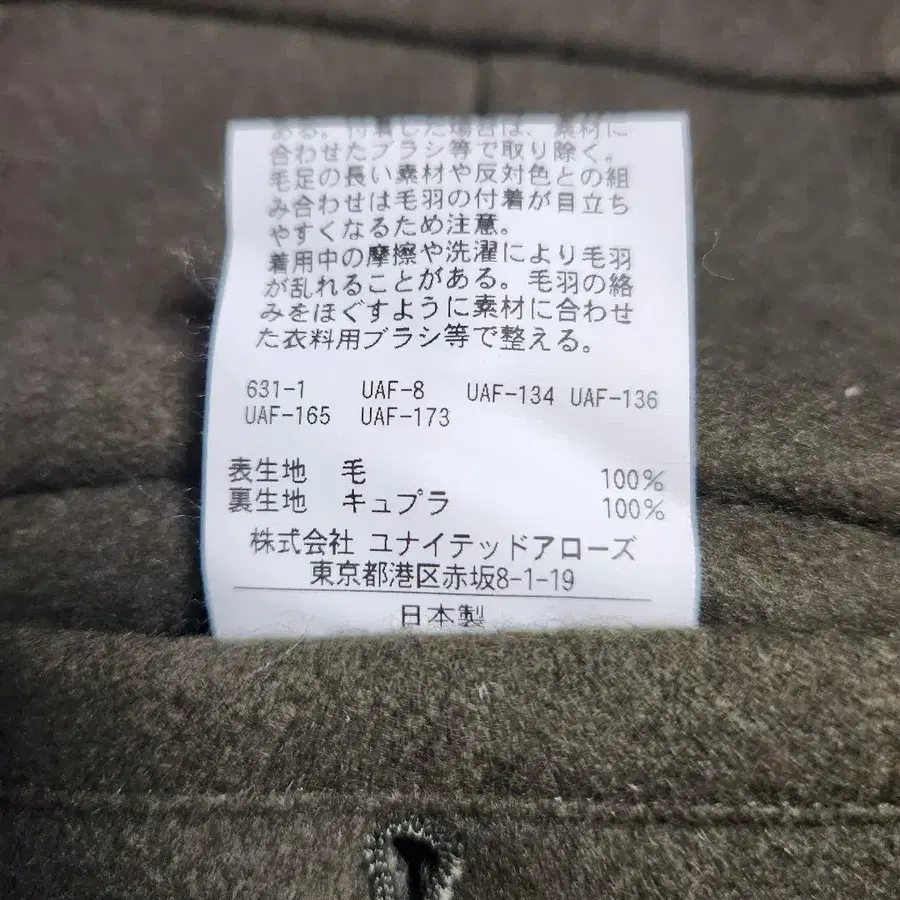 ある。付着した場合は、素材に
合わせたブラシ等で取り除く。
毛足の長い素材や反対色との組
み合わせは毛羽の付着が目立ち
やすくなるため注意。
着用中の摩擦や洗濯により毛羽
が乱れることがある。毛羽の絡
みをほぐすように素材に合わせ
た衣料用ブラシ等で整える。
631-1 UAF-8 UAF-134 UAF-136
UAF-165 UAF-173
表生地 毛 100%
裏生地 キュプラ 100%
株式会社 ユナイテッドアローズ
東京都港区赤坂8-1-19
日本製